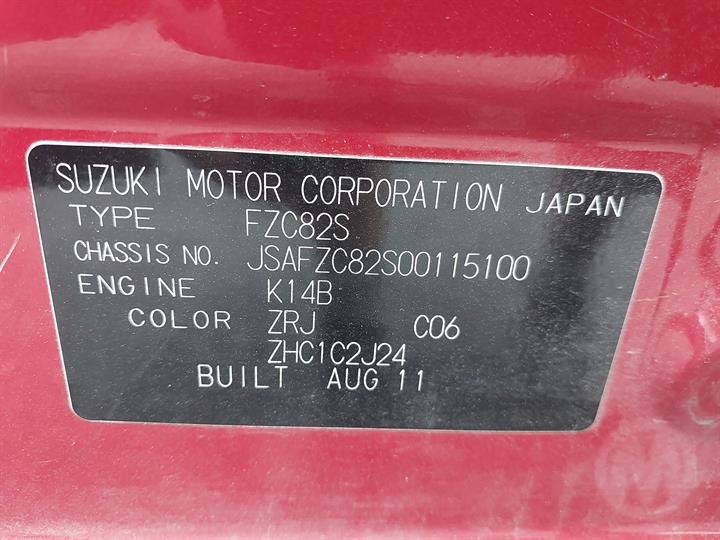 SUZUKI MOTOR CORPORATION JAPAN
TYPE FZC82S
CHASSIS NO. JSAFZC82S00115100
ENGINE K14B
COLOR ZRJ C06
ZHC1C2J24
BUILT AUG 11
M